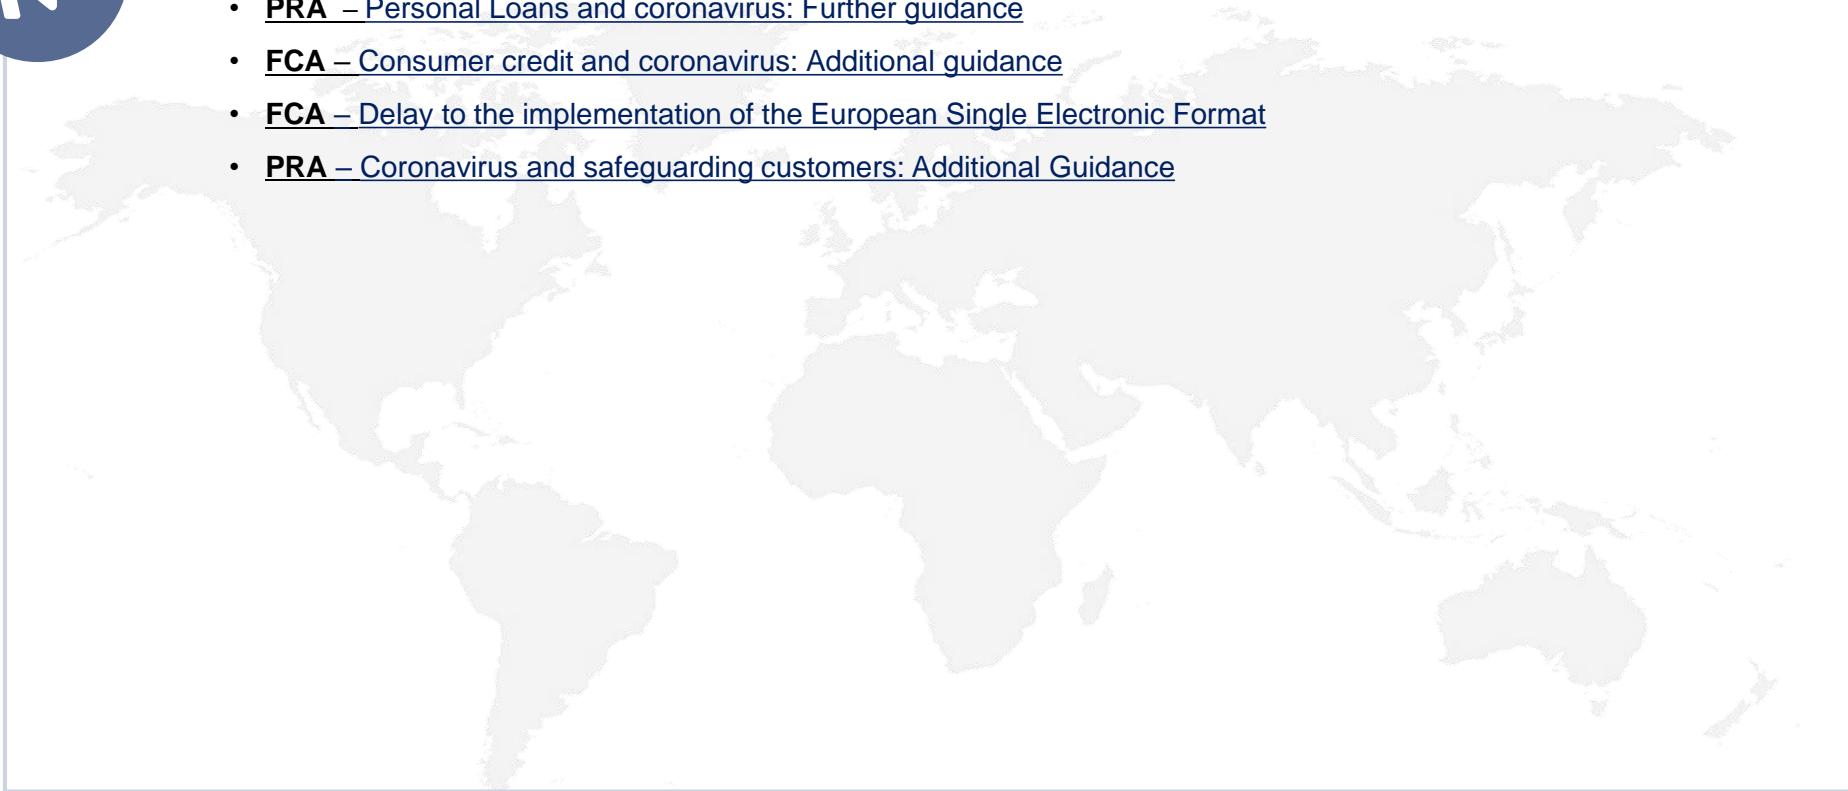 • PRA – Personal Loans and coronavirus: Further guidance
• FCA – Consumer credit and coronavirus: Additional guidance
• FCA – Delay to the implementation of the European Single Electronic Format
• PRA – Coronavirus and safeguarding customers: Additional Guidance